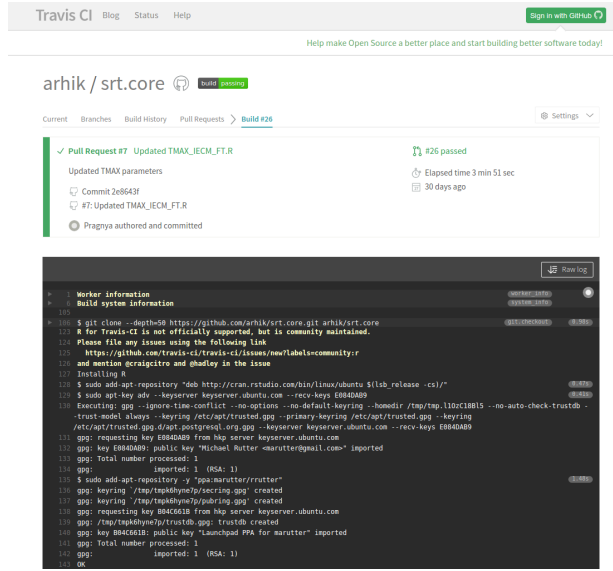 Travis CI Blog Status Help Sign in with GitHub
Help make Open Source a better place and start building better software today!
arhik / srt.core build passing
Current Branches Build History Pull Requests Build #26 Settings
Pull Request #7 Updated TMAX_IECM_FT.R #26 passed
Updated TMAX parameters Elapsed time 3 min 51 sec
Commit 2e8643f 30 days ago
#7: Updated TMAX_IECM_FT.R
Pragnya authored and committed
Raw log
1 Worker information worker_info
6 Build system information system_info
105
106 $ git clone --depth=50 https://github.com/arhik/srt.core.git arhik/srt.core git.checkout 0.98s
123 R for Travis-CI is not officially supported, but is community maintained.
124 Please file any issues using the following link
125 https://github.com/travis-ci/travis-ci/issues/new?labels=community:r
126 and mention @craigcitro and @hadley in the issue
127 Installing R
128 $ sudo add-apt-repository "deb http://cran.rstudio.com/bin/linux/ubuntu $(lsb_release -cs)/" 0.47s
129 $ sudo apt-key adv --keyserver keyserver.ubuntu.com --recv-keys E084DAB9 0.41s
130 Executing: gpg --ignore-time-conflict --no-options --no-default-keyring --homedir /tmp/tmp.l1OzC18Bl5 --no-auto-check-trustdb -
-trust-model always --keyring /etc/apt/trusted.gpg --primary-keyring /etc/apt/trusted.gpg --keyring
/etc/apt/trusted.gpg.d/apt.postgresql.org.gpg --keyserver keyserver.ubuntu.com --recv-keys E084DAB9
131 gpg: requesting key E084DAB9 from hkp server keyserver.ubuntu.com
132 gpg: key E084DAB9: public key "Michael Rutter <marutter@gmail.com>" imported
133 gpg: Total number processed: 1
134 gpg: imported: 1 (RSA: 1)
135 $ sudo add-apt-repository -y "ppa:marutter/rrutter" 1.48s
136 gpg: keyring `/tmp/tmpk6hyne7p/secring.gpg' created
137 gpg: keyring `/tmp/tmpk6hyne7p/pubring.gpg' created
138 gpg: requesting key B04C661B from hkp server keyserver.ubuntu.com
139 gpg: /tmp/tmpk6hyne7p/trustdb.gpg: trustdb created
140 gpg: key B04C661B: public key "Launchpad PPA for marutter" imported
141 gpg: Total number processed: 1
142 gpg: imported: 1 (RSA: 1)
143 OK